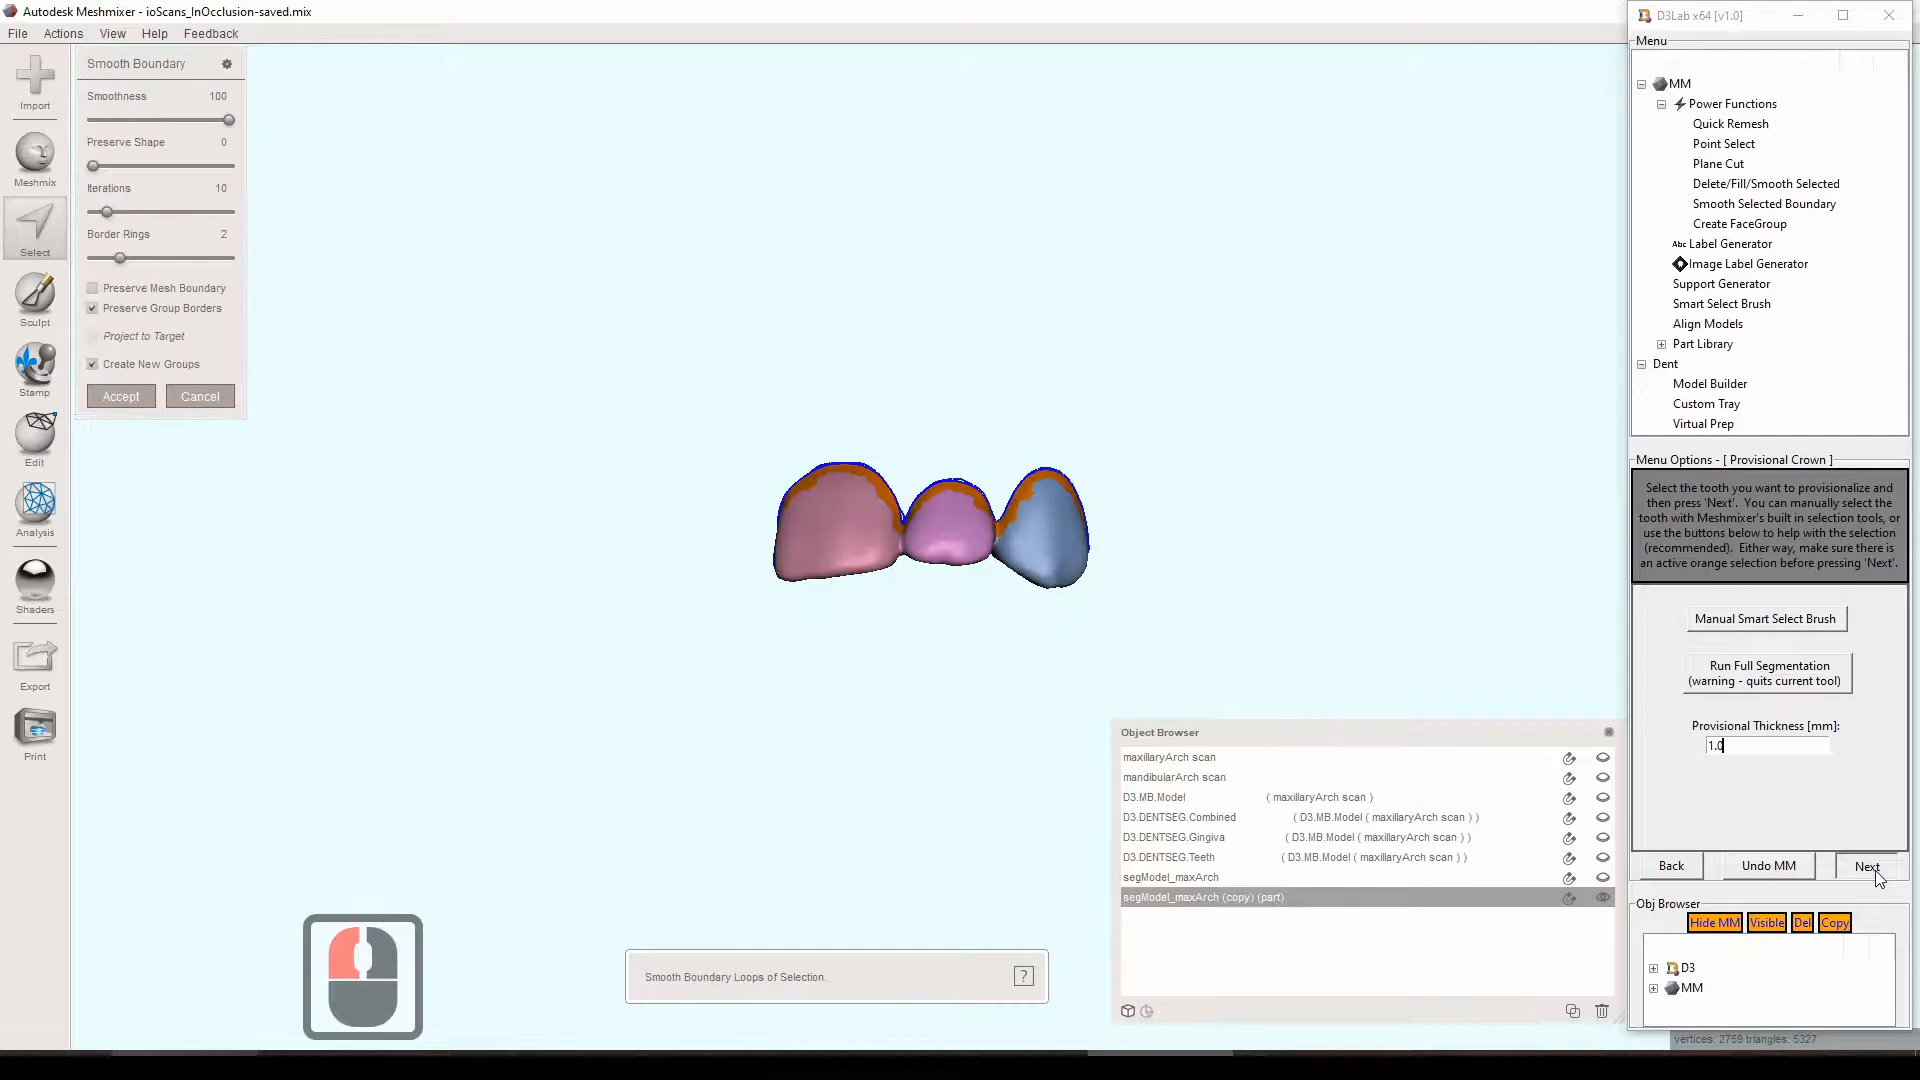 Autodesk Meshmixer - ioScans_InOcclusion-saved.mix
File Actions View Help Feedback
Import
Meshmix
Select
Sculpt
Stamp
Edit
Analysis
Shaders
Export
Print
Smooth Boundary
Smoothness 100
Preserve Shape 0
Iterations 10
Border Rings 2
Preserve Mesh Boundary
Preserve Group Borders
Project to Target
Create New Groups
Accept Cancel
Smooth Boundary Loops of Selection. ?
Object Browser
maxillaryArch scan
mandibularArch scan
D3.MB.Model ( maxillaryArch scan )
D3.DENTSEG.Combined ( D3.MB.Model ( maxillaryArch scan ) )
D3.DENTSEG.Gingiva ( D3.MB.Model ( maxillaryArch scan ) )
D3.DENTSEG.Teeth ( D3.MB.Model ( maxillaryArch scan ) )
segModel_maxArch
segModel_maxArch (copy) (part)
D3Lab x64 [v1.0]
Menu
MM
Power Functions
Quick Remesh
Point Select
Plane Cut
Delete/Fill/Smooth Selected
Smooth Selected Boundary
Create FaceGroup
Abc Label Generator
Image Label Generator
Support Generator
Smart Select Brush
Align Models
Part Library
Dent
Model Builder
Custom Tray
Virtual Prep
Menu Options - [ Provisional Crown ]
Select the tooth you want to provisionalize and
then press 'Next'. You can manually select the
tooth with Meshmixer's built in selection tools, or
use the buttons below to help with the selection
(recommended). Either way, make sure there is
an active orange selection before pressing 'Next'.
Manual Smart Select Brush
Run Full Segmentation
(warning - quits current tool)
Provisional Thickness [mm]:
1.0
Back Undo MM Next
Obj Browser
Hide MM Visible Del Copy
D3
MM
vertices: 2759 triangles: 5327